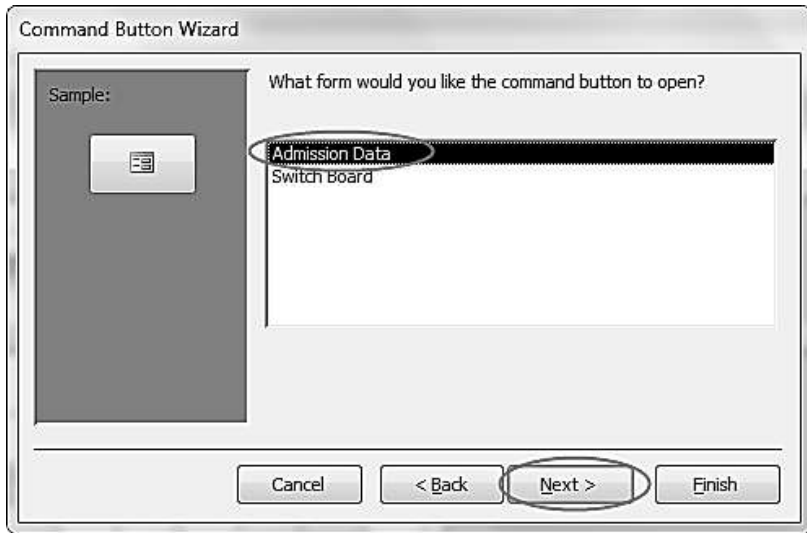 Command Button Wizard
Sample:
What form would you like the command button to open?
Admission Data
Switch Board
Cancel
< Back
Next >
Finish